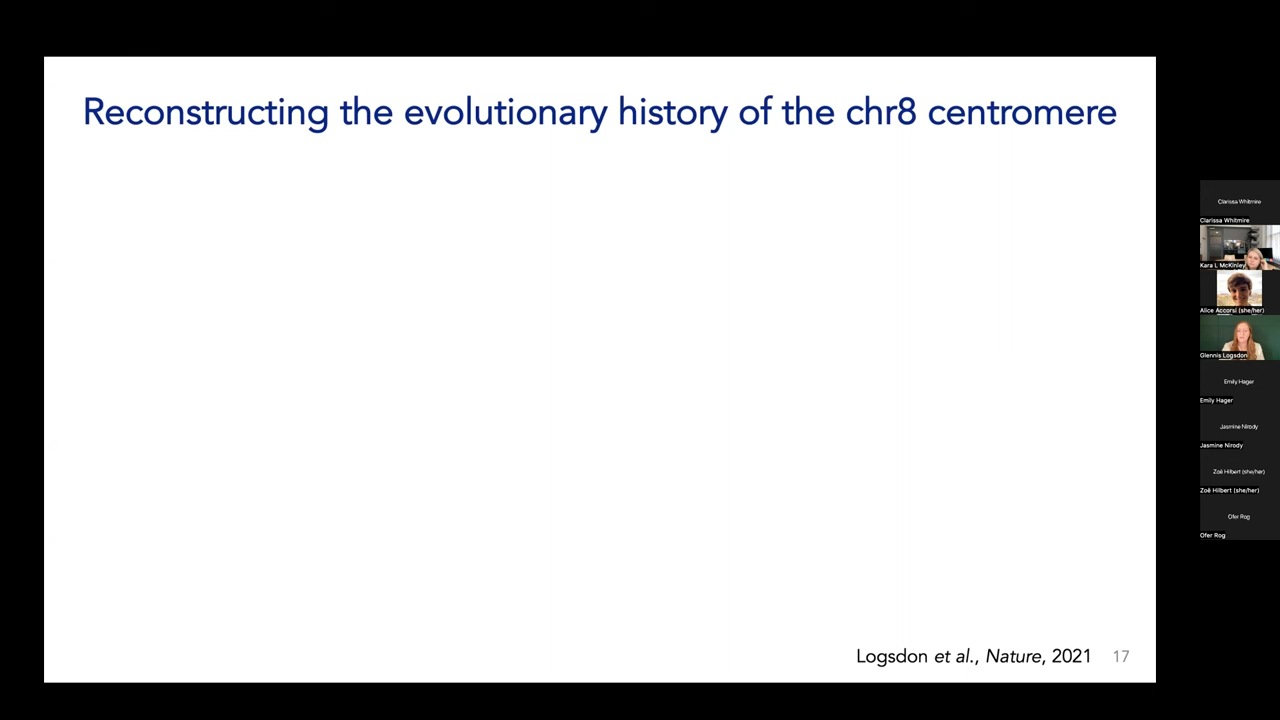 Reconstructing the evolutionary history of the chr8 centromere
Logsdon et al., Nature, 2021
17
Clarissa Whitmire
Clarissa Whitmire
Kara L McKinley
Alice Accorsi (she/her)
Glennis Logsdon
Emily Hager
Emily Hager
Jasmine Nirody
Jasmine Nirody
Zoë Hilbert (she/her)
Zoë Hilbert (she/her)
Ofer Rog
Ofer Rog